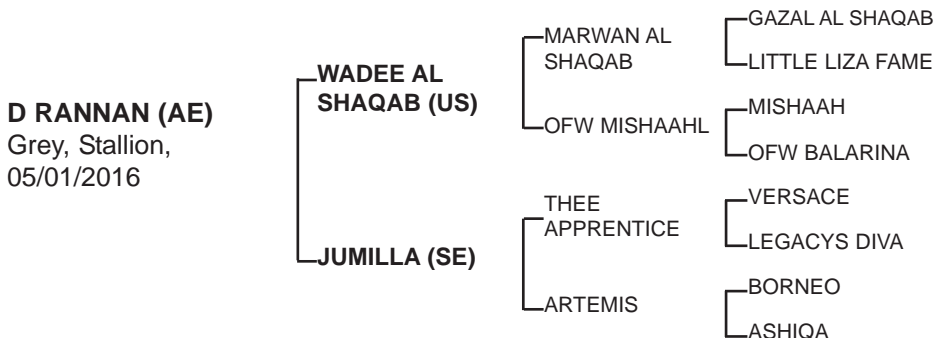 D RANNAN (AE)
Grey, Stallion,
05/01/2016
WADEE AL
SHAQAB (US)
JUMILLA (SE)
MARWAN AL
SHAQAB
OFW MISHAAHL
THEE
APPRENTICE
ARTEMIS
GAZAL AL SHAQAB
LITTLE LIZA FAME
MISHAAH
OFW BALARINA
VERSACE
LEGACYS DIVA
BORNEO
ASHIQA